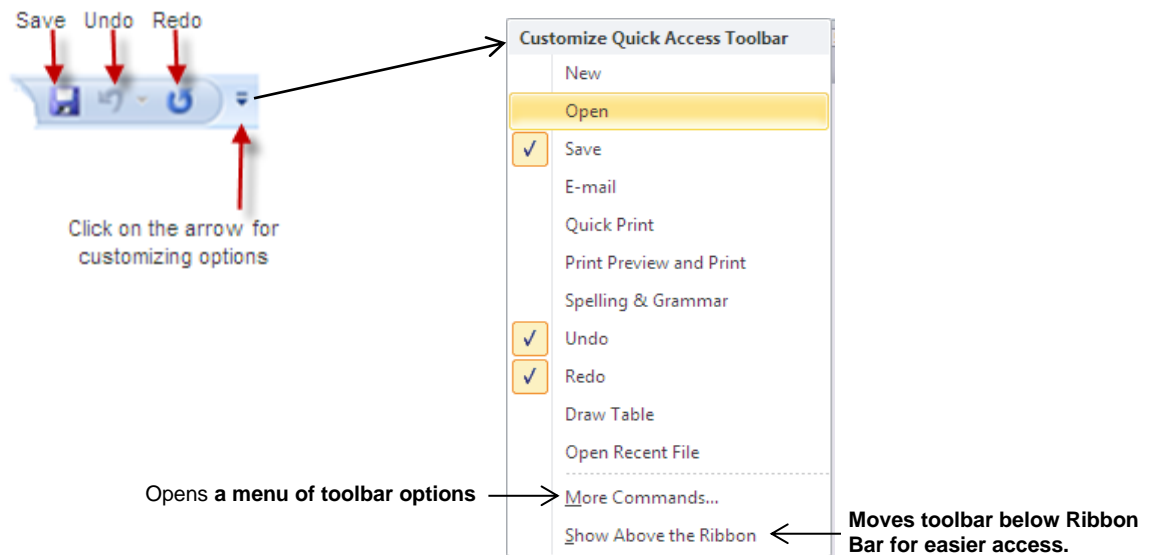 Save Undo Redo
Click on the arrow for
customizing options
Customize Quick Access Toolbar
New
Open
Save
E-mail
Quick Print
Print Preview and Print
Spelling & Grammar
Undo
Redo
Draw Table
Open Recent File
Opens a menu of toolbar options
More Commands...
Show Above the Ribbon
Moves toolbar below Ribbon
Bar for easier access.